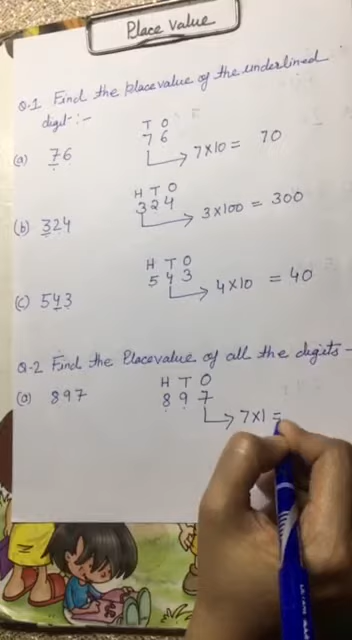 Place Value
Q.1 Find the place value of the underlined
digit:-
(a) 76
T O
7 6
7×10 = 70
(b) 324
H T O
3 2 4
3×100 = 300
(c) 543
H T O
5 4 3
4×10 = 40
Q-2 Find the Place value of all the digits-
(a) 897
H T O
8 9 7
7×1 =